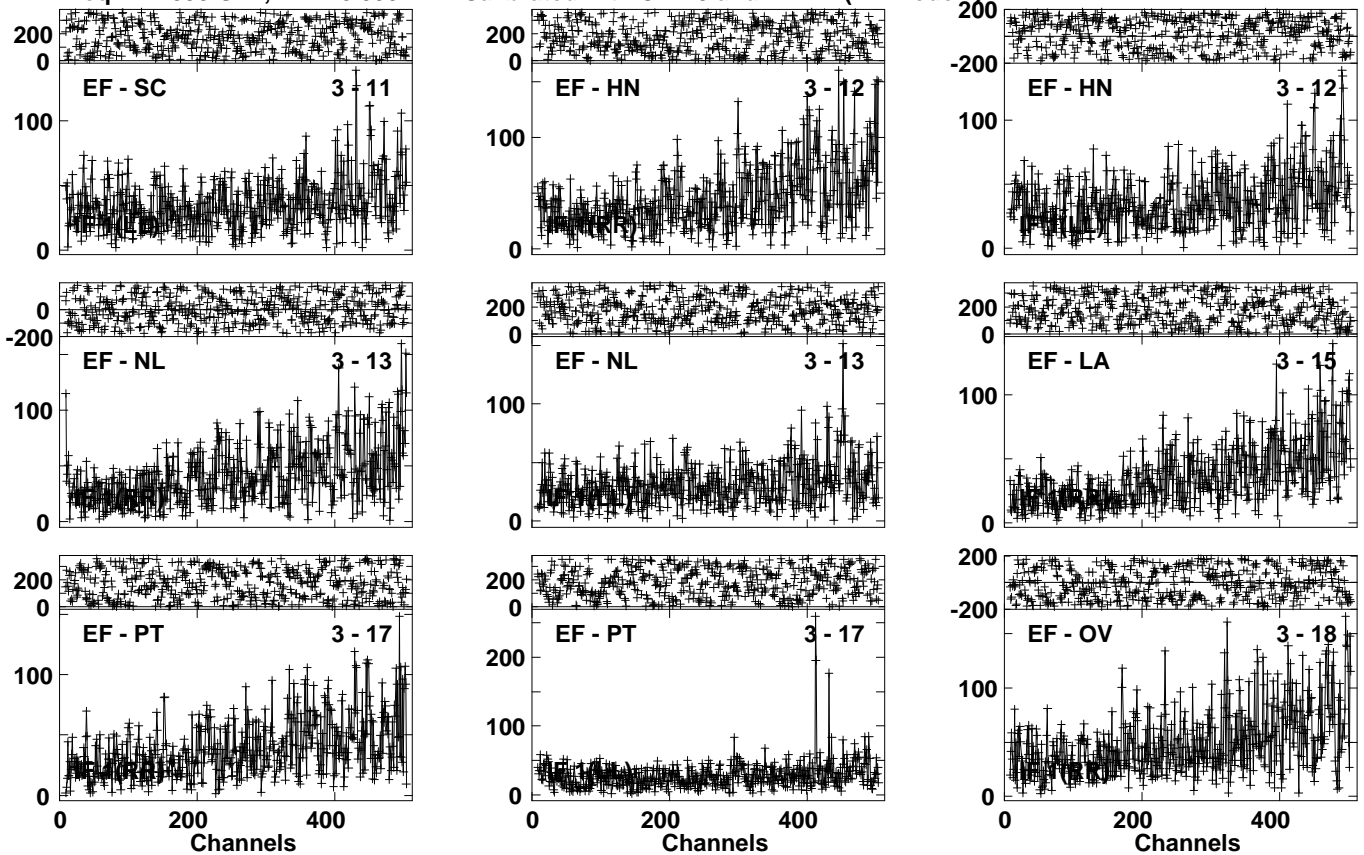 200 0
200 0
200 -200
EF - SC 3 - 11
EF - HN 3 - 12
EF - HN 3 - 12
100 0
100 0
100 0
0 -200
200 0
200 0
EF - NL 3 - 13
EF - NL 3 - 13
EF - LA 3 - 15
100 0
100 0
100 0
200 0
200 0
200 -200
EF - PT 3 - 17
EF - PT 3 - 17
EF - OV 3 - 18
100 0
200 100 0
100 0
0 200 400
0 200 400
0 200 400
Channels
Channels
Channels